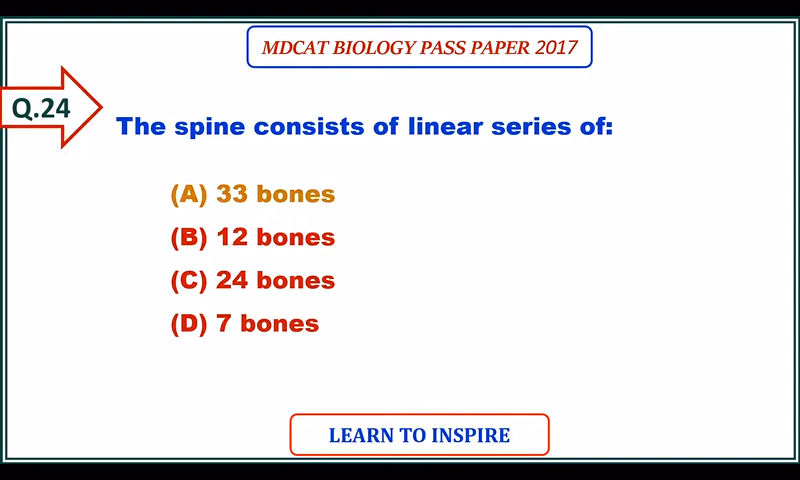 MDCAT BIOLOGY PASS PAPER 2017
Q.24
The spine consists of linear series of:
(A) 33 bones
(B) 12 bones
(C) 24 bones
(D) 7 bones
LEARN TO INSPIRE